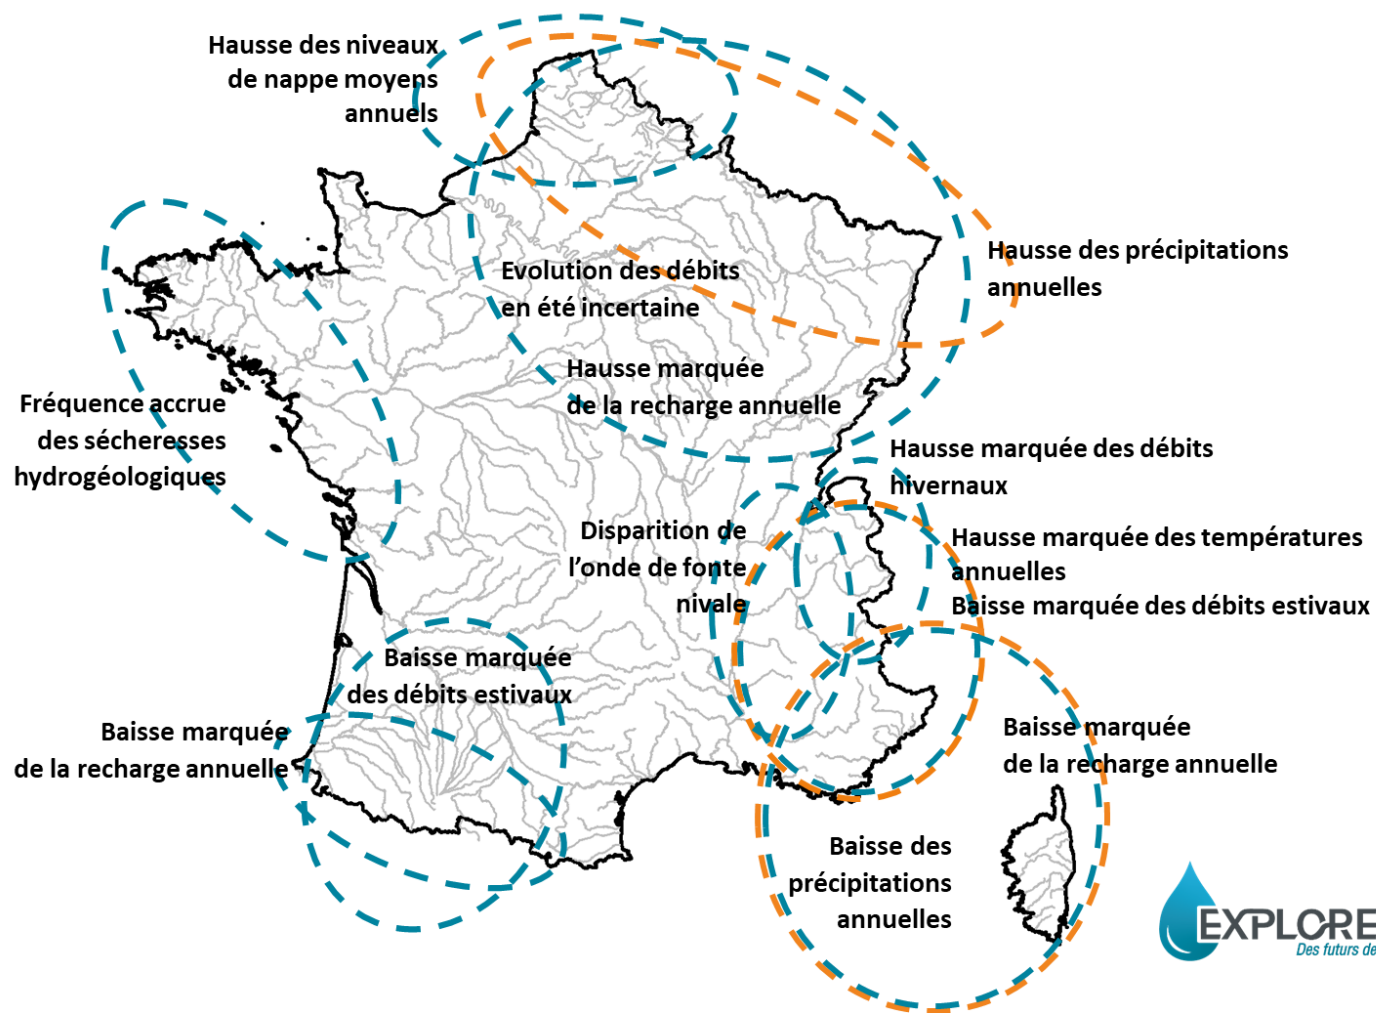 Hausse des niveaux
de nappe moyens
annuels
Hausse des précipitations
annuelles
Evolution des débits
en été incertaine
Hausse marquée
de la recharge annuelle
Fréquence accrue
des sécheresses
hydrogéologiques
Hausse marquée des débits
hivernaux
Disparition de
l'onde de fonte
nivale
Hausse marquée des températures
annuelles
Baisse marquée des débits estivaux
Baisse marquée
des débits estivaux
Baisse marquée
de la recharge annuelle
Baisse marquée
de la recharge annuelle
Baisse des
précipitations
annuelles
EXPLORE
Des futurs de